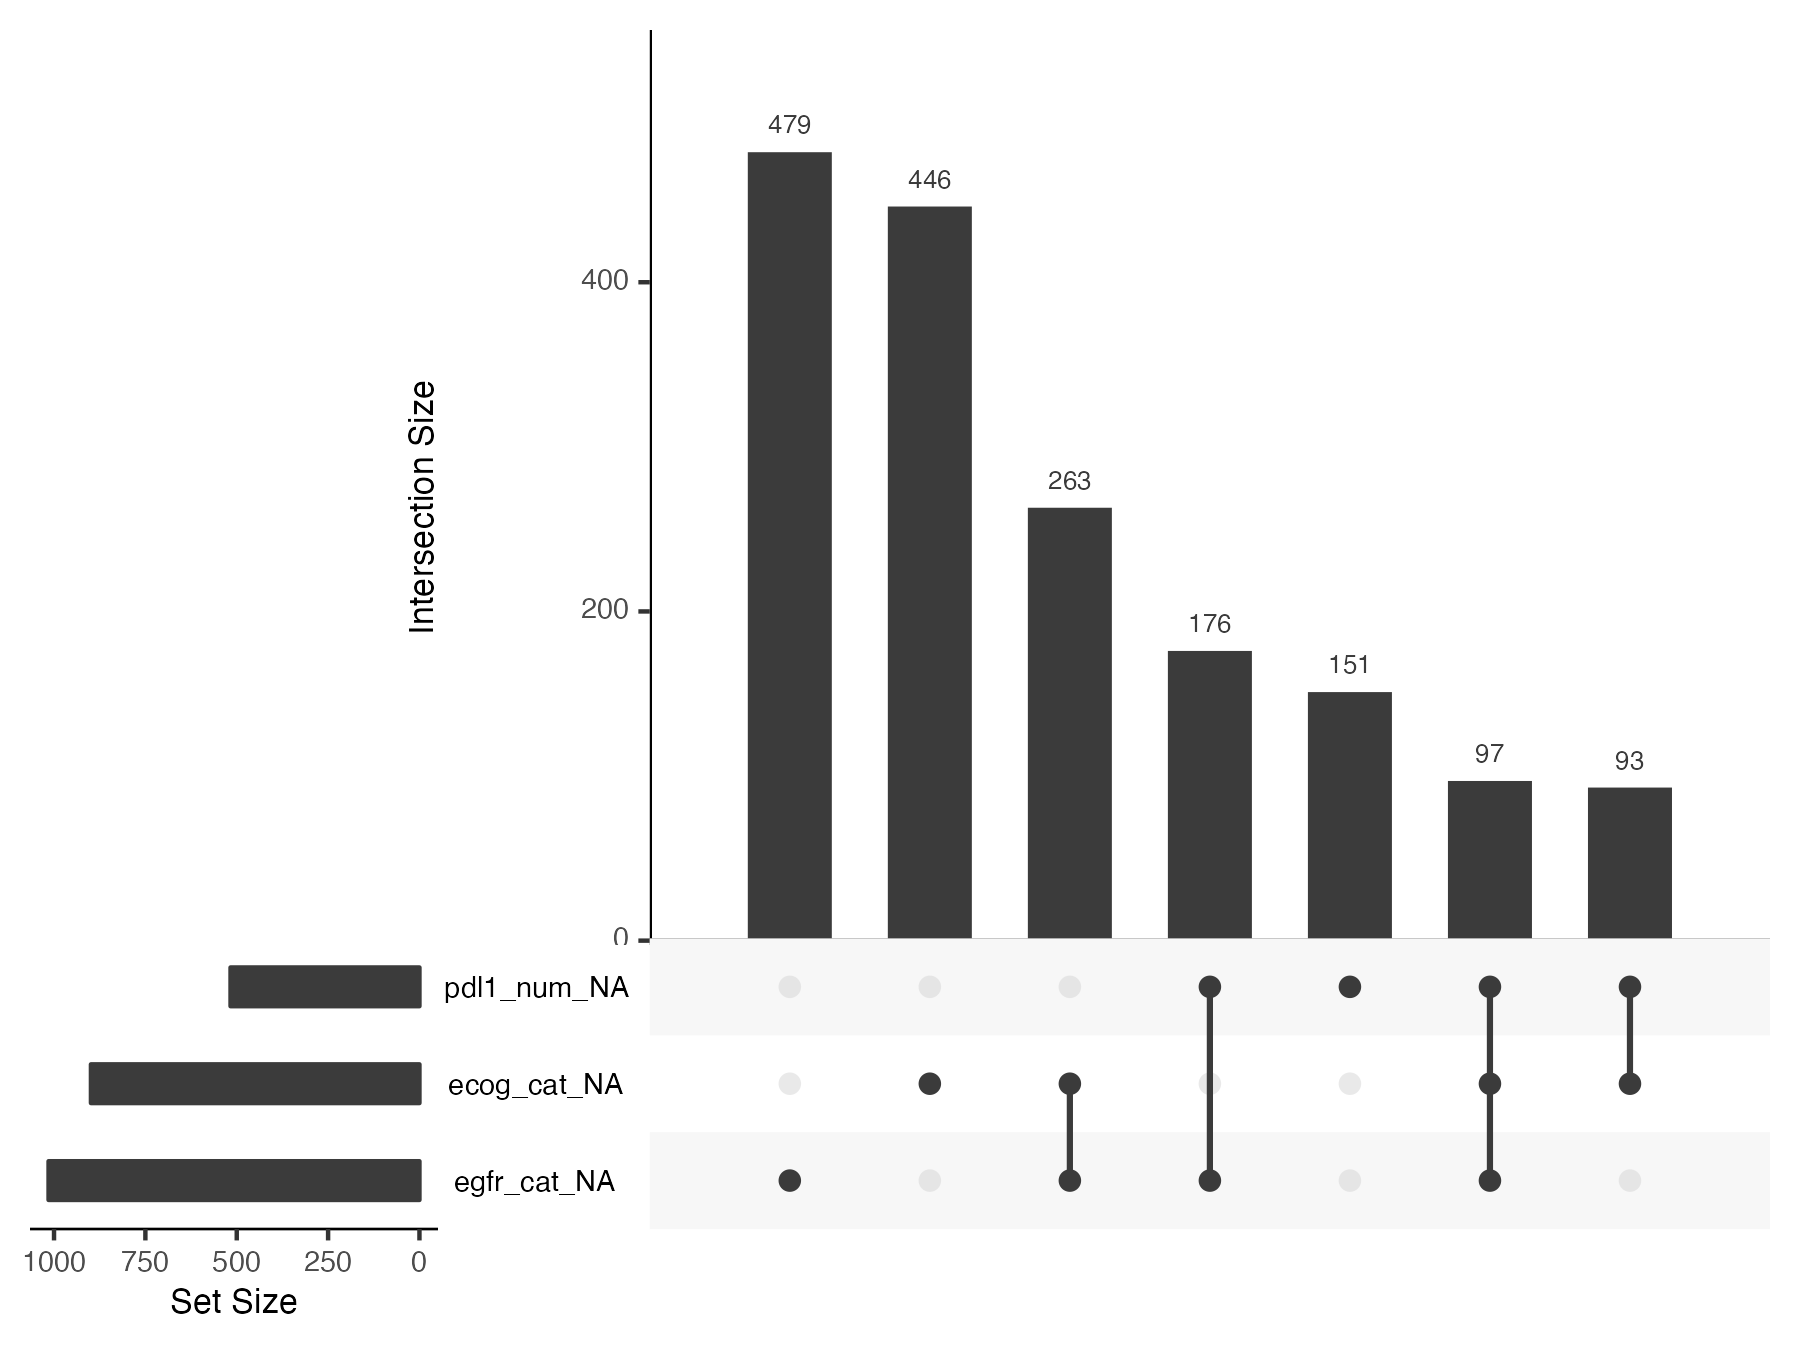 479
446
400
Intersection Size
263
200
176
151
97
93
0
pdl1_num_NA
ecog_cat_NA
egfr_cat_NA
1000 750 500 250 0
Set Size